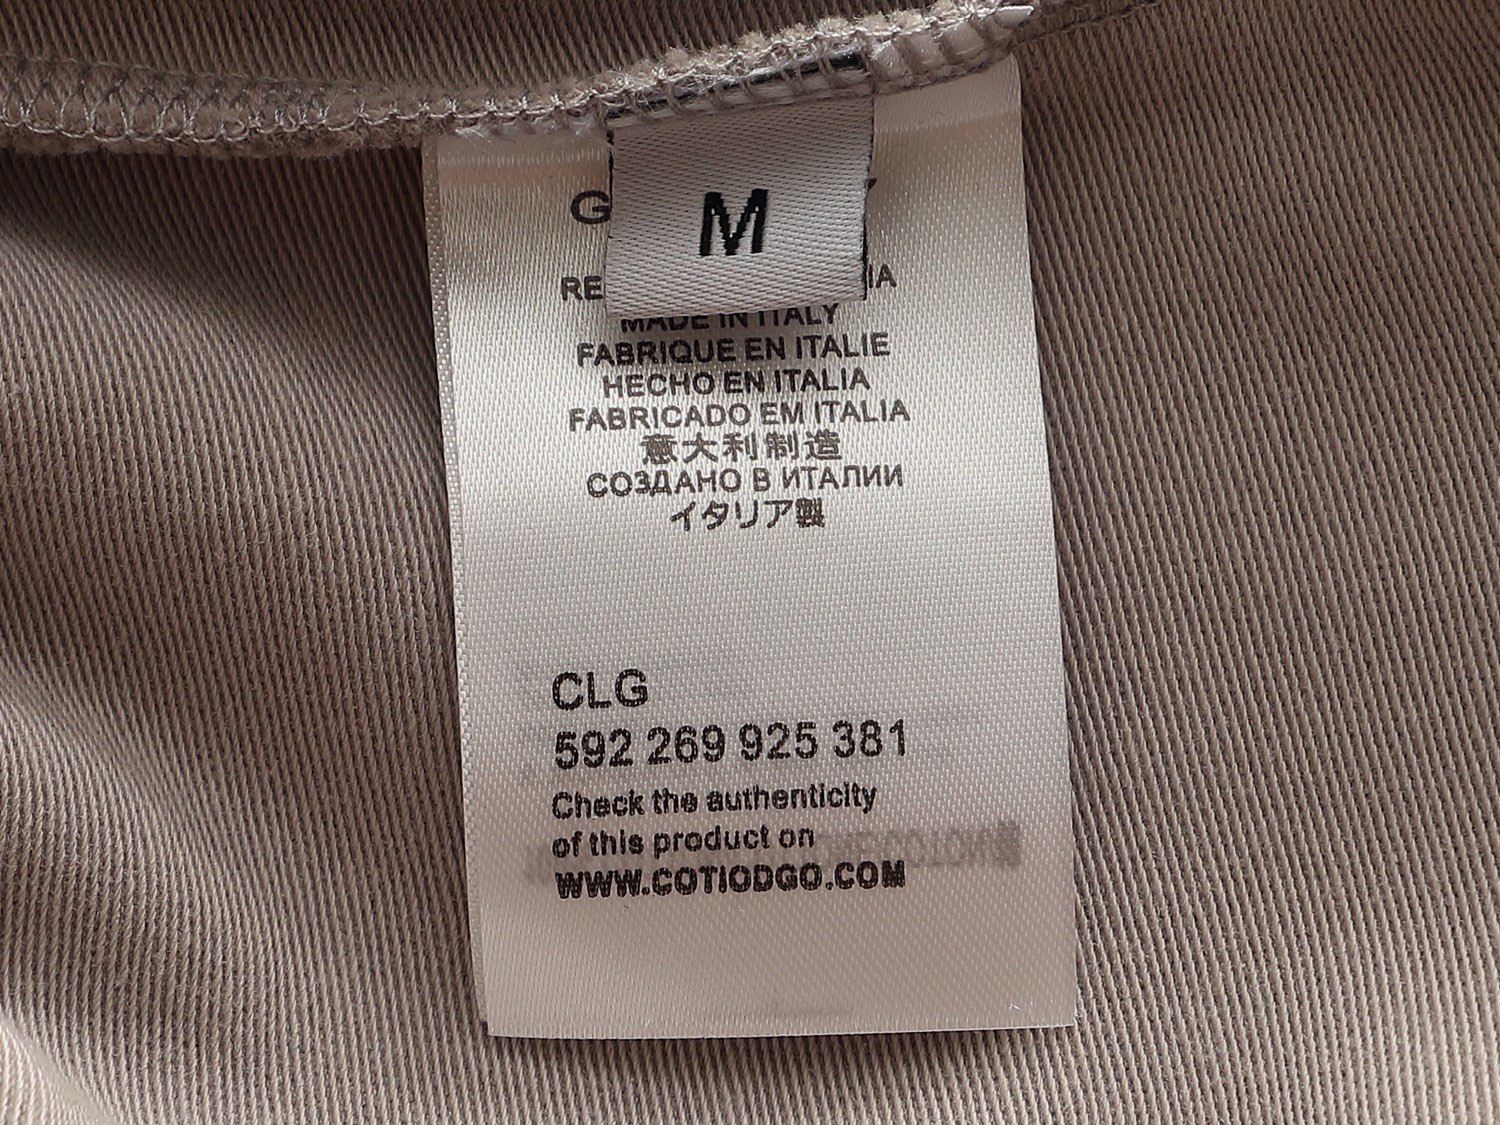 M
MADE IN ITALY
FABRIQUE EN ITALIE
HECHO EN ITALIA
FABRICADO EM ITALIA
意大利制造
СОЗДАНО В ИТАЛИИ
イタリア製
CLG
592 269 925 381
Check the authenticity
of this product on
WWW.COTIODGO.COM